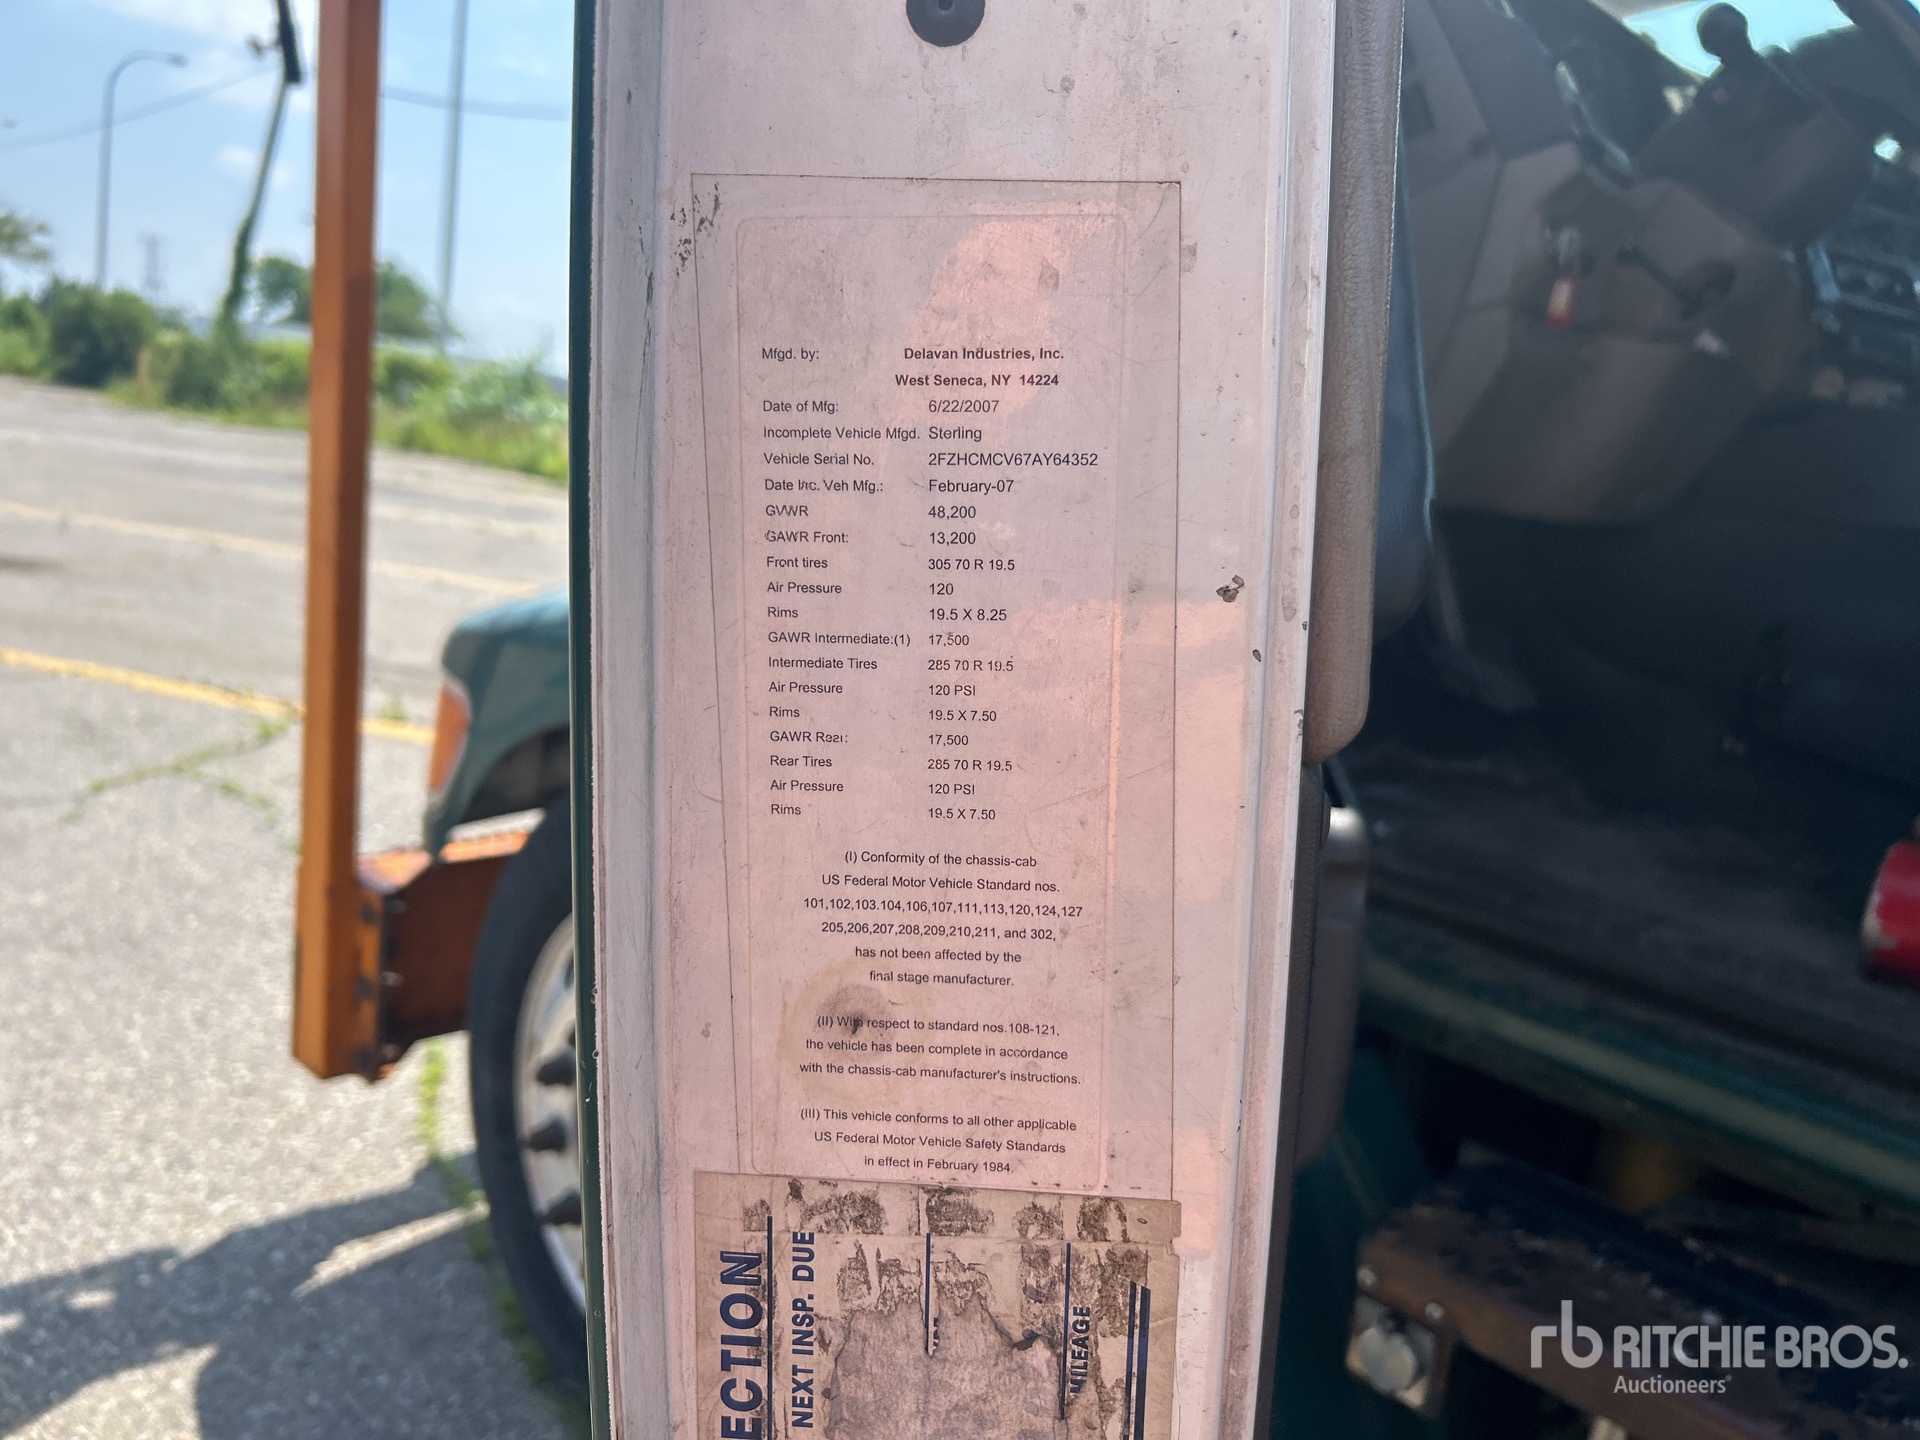 Mfgd. by: Delavan Industries, Inc.
West Seneca, NY 14224
Date of Mfg: 6/22/2007
Incomplete Vehicle Mfgd. Sterling
Vehicle Serial No. 2FZHCMCV67AY64352
Date Inc. Veh Mfg.: February-07
GVWR 48,200
GAWR Front: 13,200
Front tires 305 70 R 19.5
Air Pressure 120
Rims 19.5 X 8.25
GAWR Intermediate:(1) 17,500
Intermediate Tires 285 70 R 19.5
Air Pressure 120 PSI
Rims 19.5 X 7.50
GAWR Rear: 17,500
Rear Tires 285 70 R 19.5
Air Pressure 120 PSI
Rims 19.5 X 7.50
(I) Conformity of the chassis-cab
US Federal Motor Vehicle Standard nos.
101,102,103.104,106,107,111,113,120,124,127
205,206,207,208,209,210,211, and 302,
has not been affected by the
final stage manufacturer.
(II) With respect to standard nos.108-121,
the vehicle has been complete in accordance
with the chassis-cab manufacturer's instructions.
(III) This vehicle conforms to all other applicable
US Federal Motor Vehicle Safety Standards
in effect in February 1984.
ECTION
NEXT INSP. DUE
MILEAGE
rb RITCHIE BROS.
Auctioneers